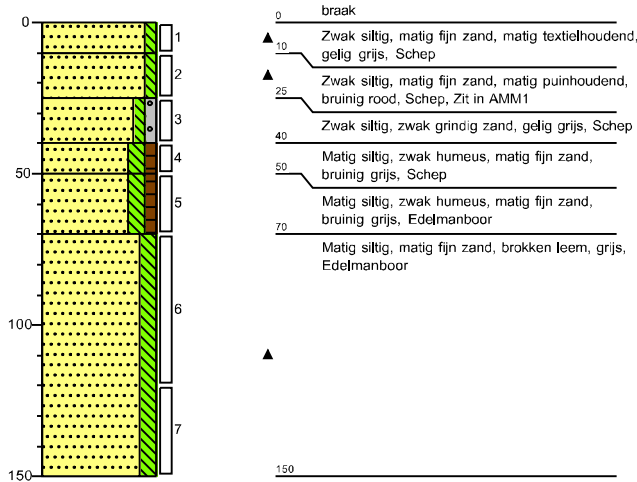 braak
0
0
1
Zwak siltig, matig fijn zand, matig textielhoudend,
gelig grijs, Schep
10
2
Zwak siltig, matig fijn zand, matig puinhoudend,
bruinig rood, Schep, Zit in AMM1
25
3
Zwak siltig, zwak grindig zand, gelig grijs, Schep
40
4
Matig siltig, zwak humeus, matig fijn zand,
bruinig grijs, Schep
50
50
5
Matig siltig, zwak humeus, matig fijn zand,
bruinig grijs, Edelmanboor
70
Matig siltig, matig fijn zand, brokken leem, grijs,
Edelmanboor
6
100
7
150
150